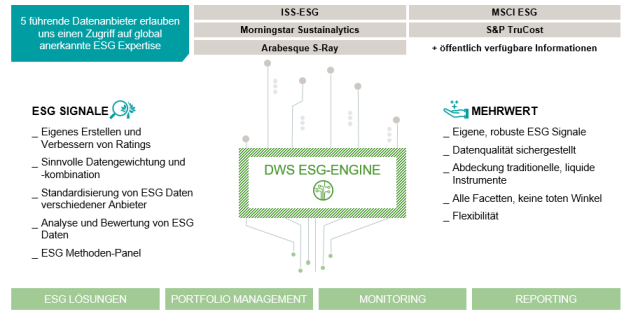 5 führende Datenanbieter erlauben
uns einen Zugriff auf global
anerkannte ESG Expertise
ISS-ESG
MSCI ESG
Morningstar Sustainalytics
S&P TruCost
Arabesque S-Ray
+ öffentlich verfügbare Informationen
ESG SIGNALE
_ Eigenes Erstellen und
Verbessern von Ratings
_ Sinnvolle Datengewichtung und
-kombination
_ Standardisierung von ESG Daten
verschiedener Anbieter
_ Analyse und Bewertung von ESG
Daten
_ ESG Methoden-Panel
DWS ESG-ENGINE
MEHRWERT
_ Eigene, robuste ESG Signale
_ Datenqualität sichergestellt
_ Abdeckung traditionelle, liquide
Instrumente
_ Alle Facetten, keine toten Winkel
_ Flexibilität
ESG LÖSUNGEN
PORTFOLIO MANAGEMENT
MONITORING
REPORTING